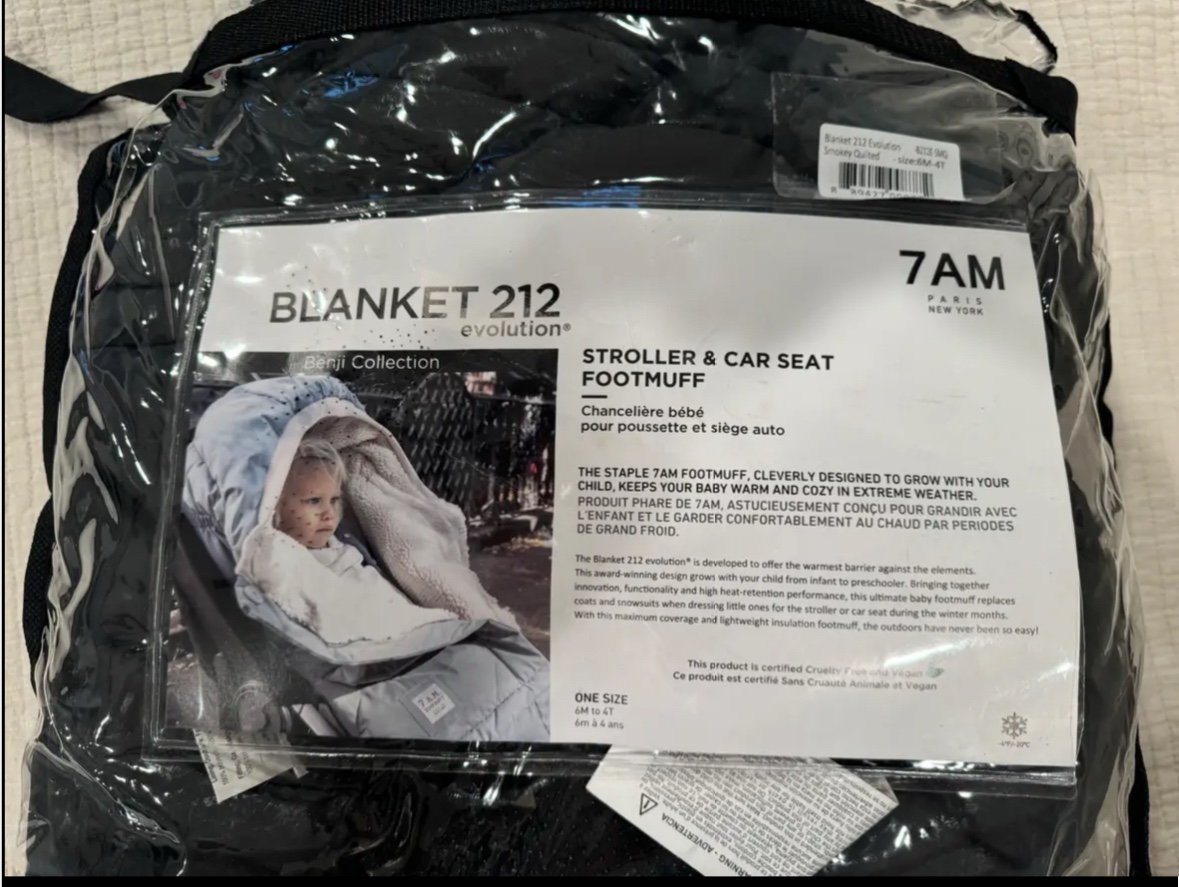 Blanket 212 Evolution
Smokey Quilted size:6M-4T
7AM
PARIS
NEW YORK
BLANKET 212
evolution®
Benji Collection
STROLLER & CAR SEAT
FOOTMUFF
Chancelière bébé
pour poussette et siège auto
THE STAPLE 7AM FOOTMUFF, CLEVERLY DESIGNED TO GROW WITH YOUR
CHILD, KEEPS YOUR BABY WARM AND COZY IN EXTREME WEATHER.
PRODUIT PHARE DE 7AM, ASTUCIEUSEMENT CONÇU POUR GRANDIR AVEC
L'ENFANT ET LE GARDER CONFORTABLEMENT AU CHAUD PAR PERIODES
DE GRAND FROID.
The Blanket 212 evolution® is developed to offer the warmest barrier against the elements.
This award-winning design grows with your child from infant to preschooler. Bringing together
innovation, functionality and high heat-retention performance, this ultimate baby footmuff replaces
coats and snowsuits when dressing little ones for the stroller or car seat during the winter months.
With this maximum coverage and lightweight insulation footmuff, the outdoors have never been so easy!
This product is certified Cruelty Free and Vegan
Ce produit est certifié Sans Cruauté Animale et Vegan
ONE SIZE
6M to 4T
6m à 4 ans
7 A.M
WARNING - ADVERTENCIA